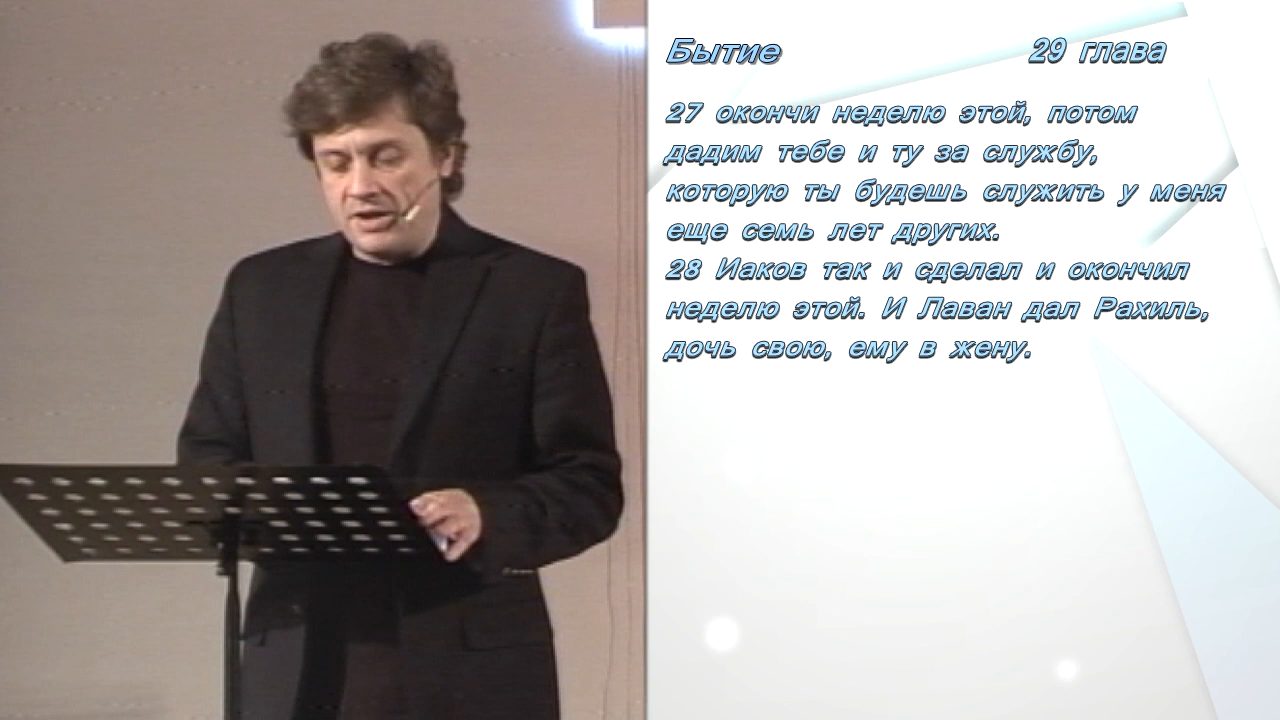 Бытие 29 глава
27 окончи неделю этой, потом
дадим тебе и ту за службу,
которую ты будешь служить у меня
еще семь лет других.
28 Иаков так и сделал и окончил
неделю этой. И Лаван дал Рахиль,
дочь свою, ему в жену.